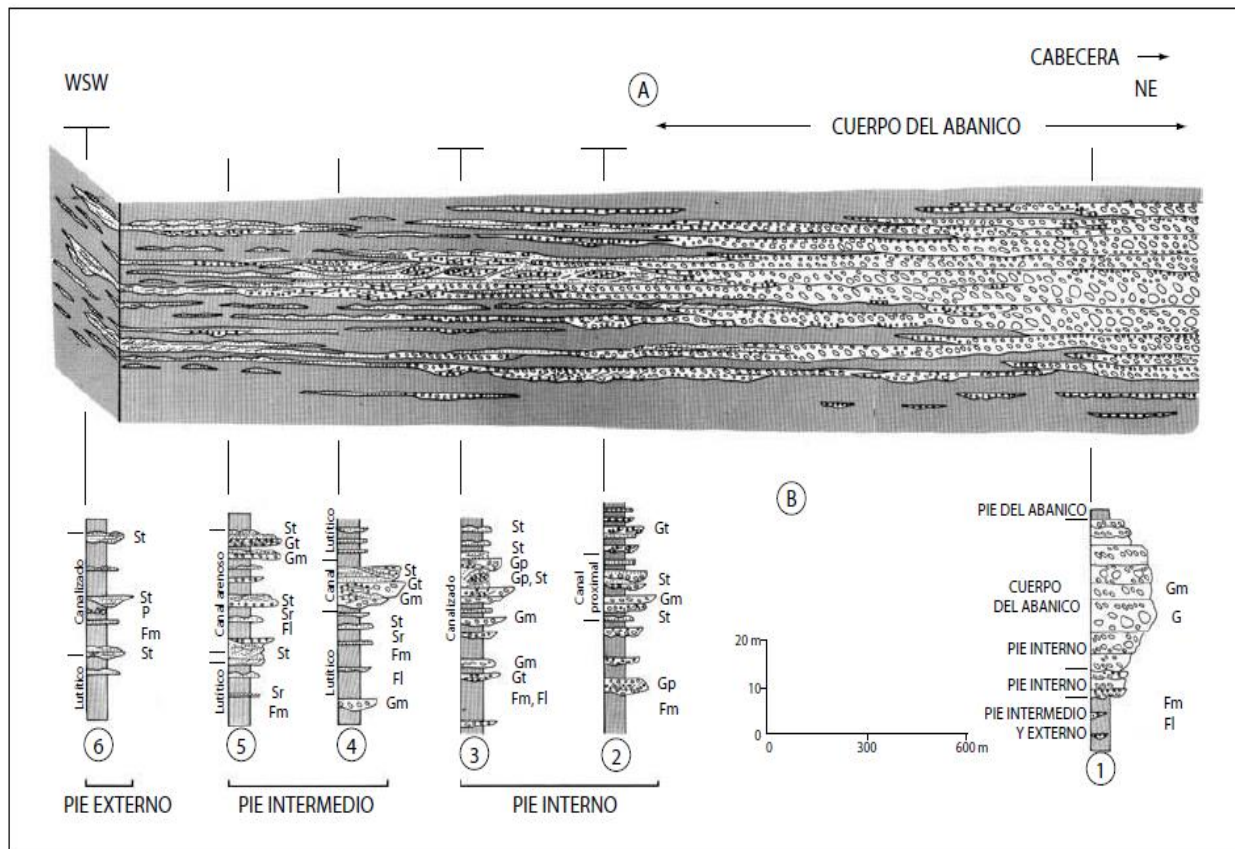 CABECERA
WSW
NE
A
CUERPO DEL ABANICO
B
Lutítico
Canalizado
St
St
P
Fm
St
6
PIE EXTERNO
Lutítico
Canal arenoso
St
Gt
Gm
St
Sr
Fl
St
Sr
Fm
5
Lutítico
Canal
Lutítico
St
Gt
Gm
St
Sr
Fm
Fl
Gm
4
PIE INTERMEDIO
Canalizado
St
St
Gp
Gp, St
Gm
Gm
Gt
Fm, Fl
3
Canal
proximal
Gt
St
Gm
St
Gp
Fm
2
PIE INTERNO
20 m
10
0
0
300
600 m
PIE DEL ABANICO
CUERPO
DEL ABANICO
PIE INTERNO
PIE INTERNO
PIE INTERMEDIO
Y EXTERNO
Gm
G
Fm
Fl
1